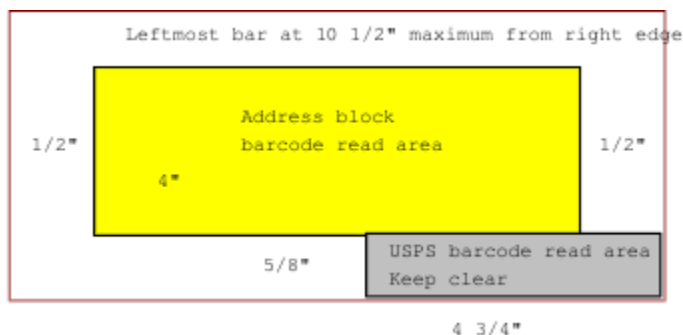 Leftmost bar at 10 1/2" maximum from right edge
Address block
1/2" barcode read area 1/2"
4"
USPS barcode read area
5/8"
Keep clear
4 3/4"